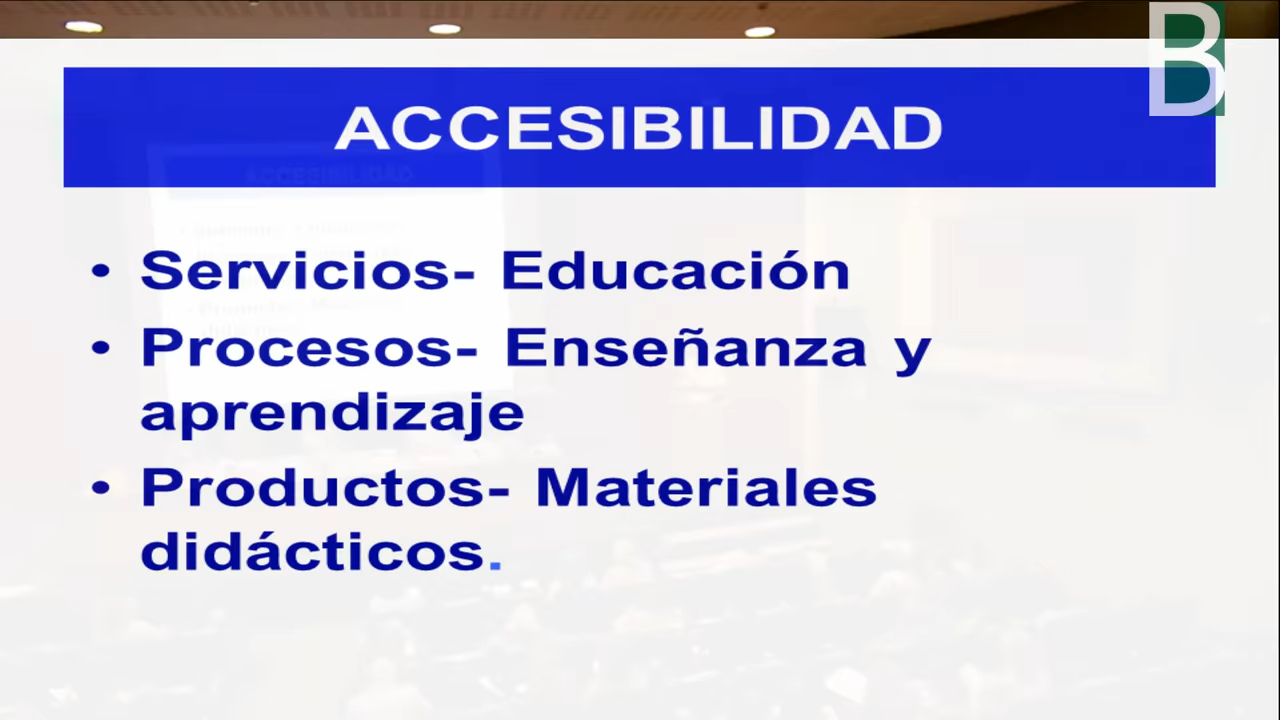 B
ACCESIBILIDAD
• Servicios- Educación
• Procesos- Enseñanza y
aprendizaje
• Productos- Materiales
didácticos.